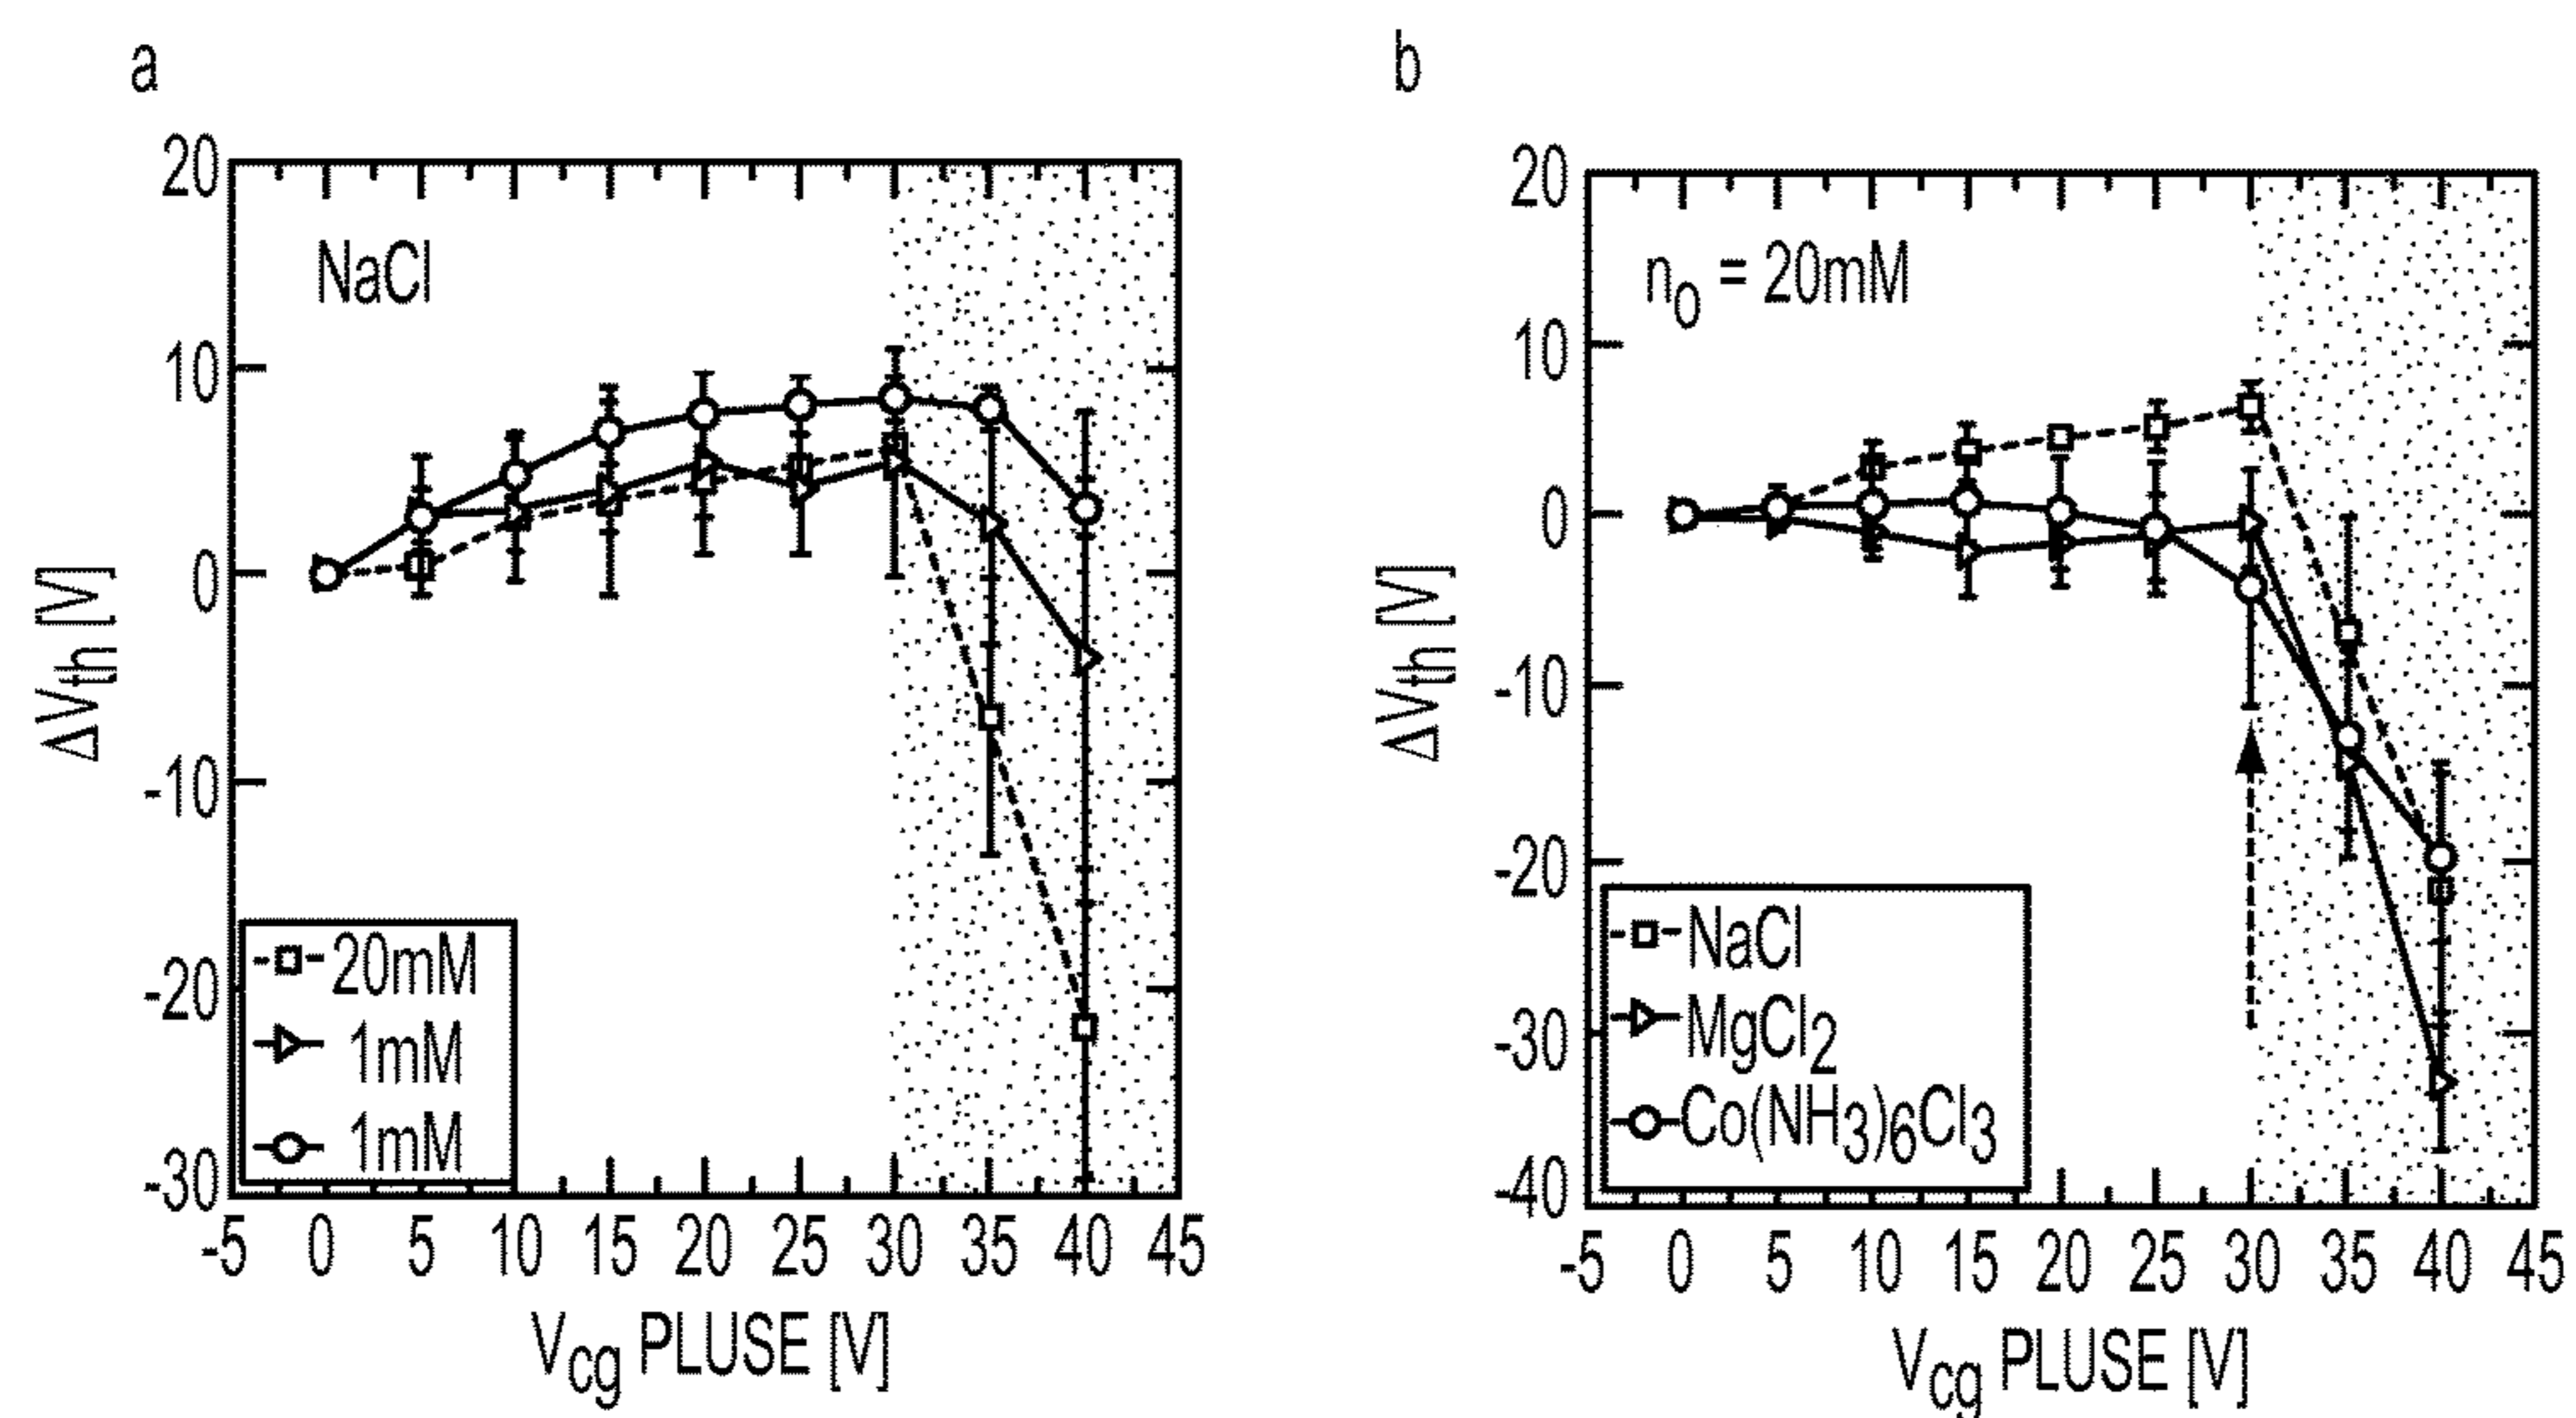 a
20
10
0
-10
-20
-30
ΔVth [V]
NaCl
-□-20mM
1mM
1mM
-5 0 5 10 15 20 25 30 35 40 45
Vcg PLUSE [V]
b
20
10
0
-10
-20
-30
-40
ΔVth [V]
n0 = 20mM
NaCl
MgCl2
Co(NH3)6Cl3
-5 0 5 10 15 20 25 30 35 40 45
Vcg PLUSE [V]